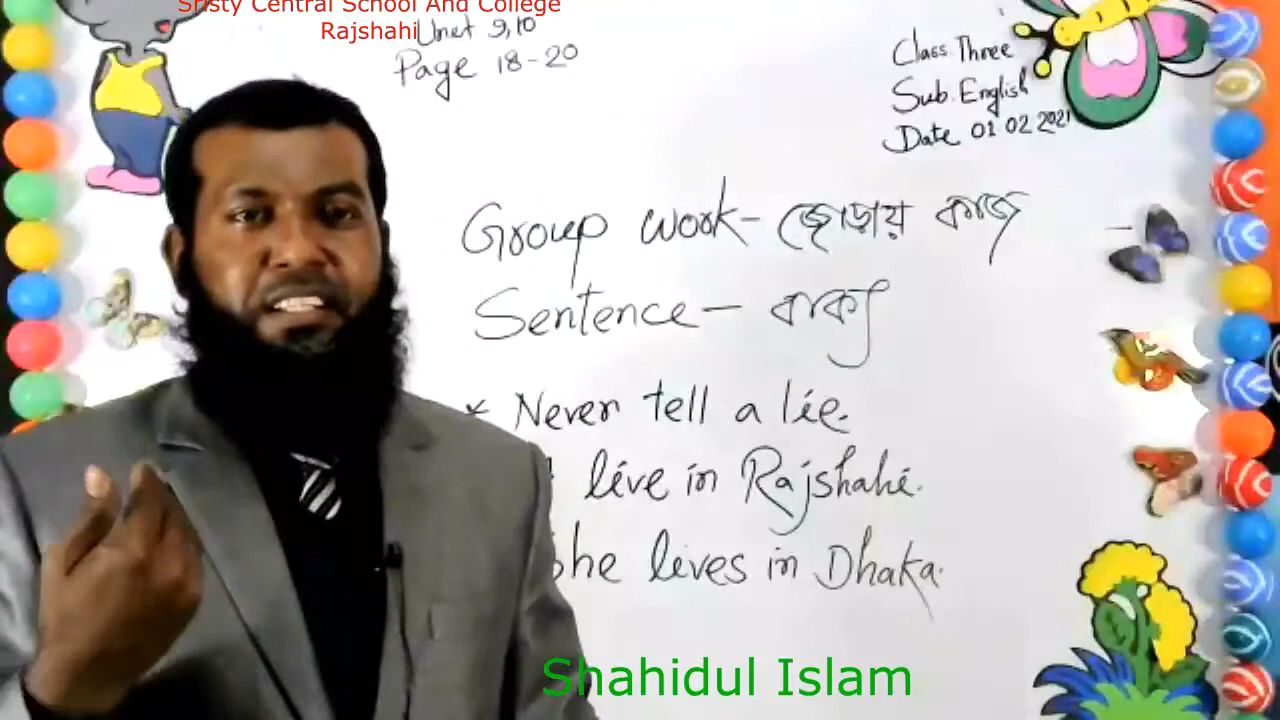 Sristy Central School And College
Rajshahi
Unet 9,10
Page 18-20
Class Three
Sub. English
Date 01 02 2021
Group work - জোড়ায় কাজ
Sentence - বাক্য
* Never tell a lie.
I live in Rajshahi.
She lives in Dhaka.
Shahidul Islam